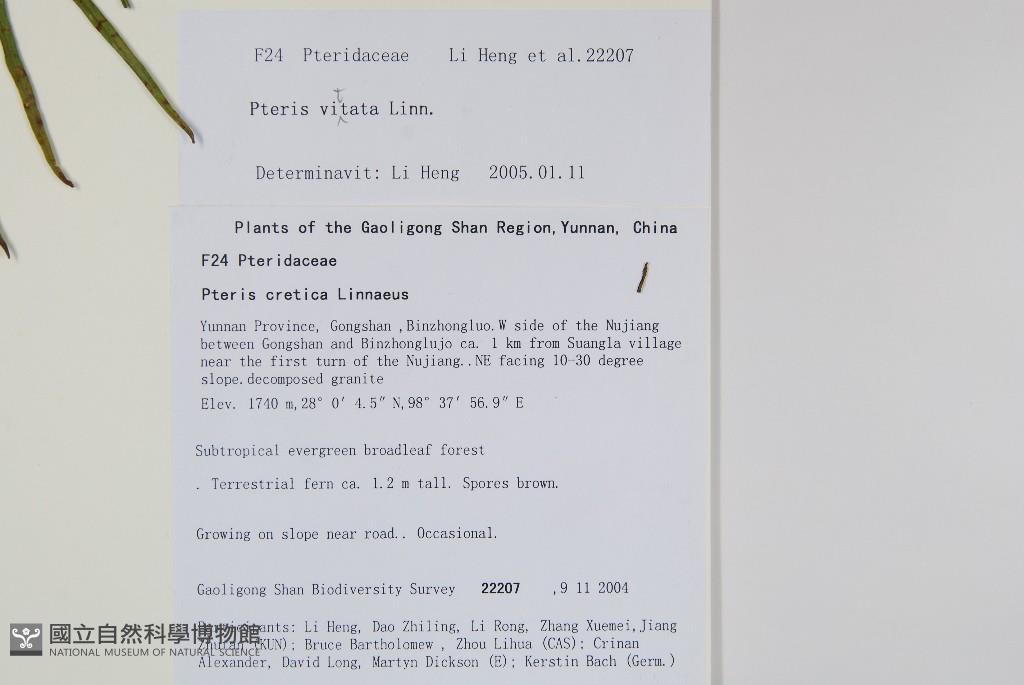 F24 Pteridaceae Li Heng et al.22207
t
Pteris vitata Linn.
Determinavit: Li Heng 2005.01.11
Plants of the Gaoligong Shan Region,Yunnan, China
F24 Pteridaceae
Pteris cretica Linnaeus
Yunnan Province, Gongshan ,Binzhongluo.W side of the Nujiang
between Gongshan and Binzhonglujo ca. 1 km from Suangla village
near the first turn of the Nujiang..NE facing 10-30 degree
slope.decomposed granite
Elev. 1740 m,28° 0′ 4.5″ N,98° 37′ 56.9″ E
Subtropical evergreen broadleaf forest
. Terrestrial fern ca. 1.2 m tall. Spores brown.
Growing on slope near road.. Occasional.
Gaoligong Shan Biodiversity Survey 22207 ,9 11 2004
Participants: Li Heng, Dao Zhiling, Li Rong, Zhang Xuemei,Jiang
(KUN); Bruce Bartholomew , Zhou Lihua (CAS); Crinan
Alexander, David Long, Martyn Dickson (E); Kerstin Bach (Germ.)
國立自然科學博物館
NATIONAL MUSEUM OF NATURAL SCIENCE